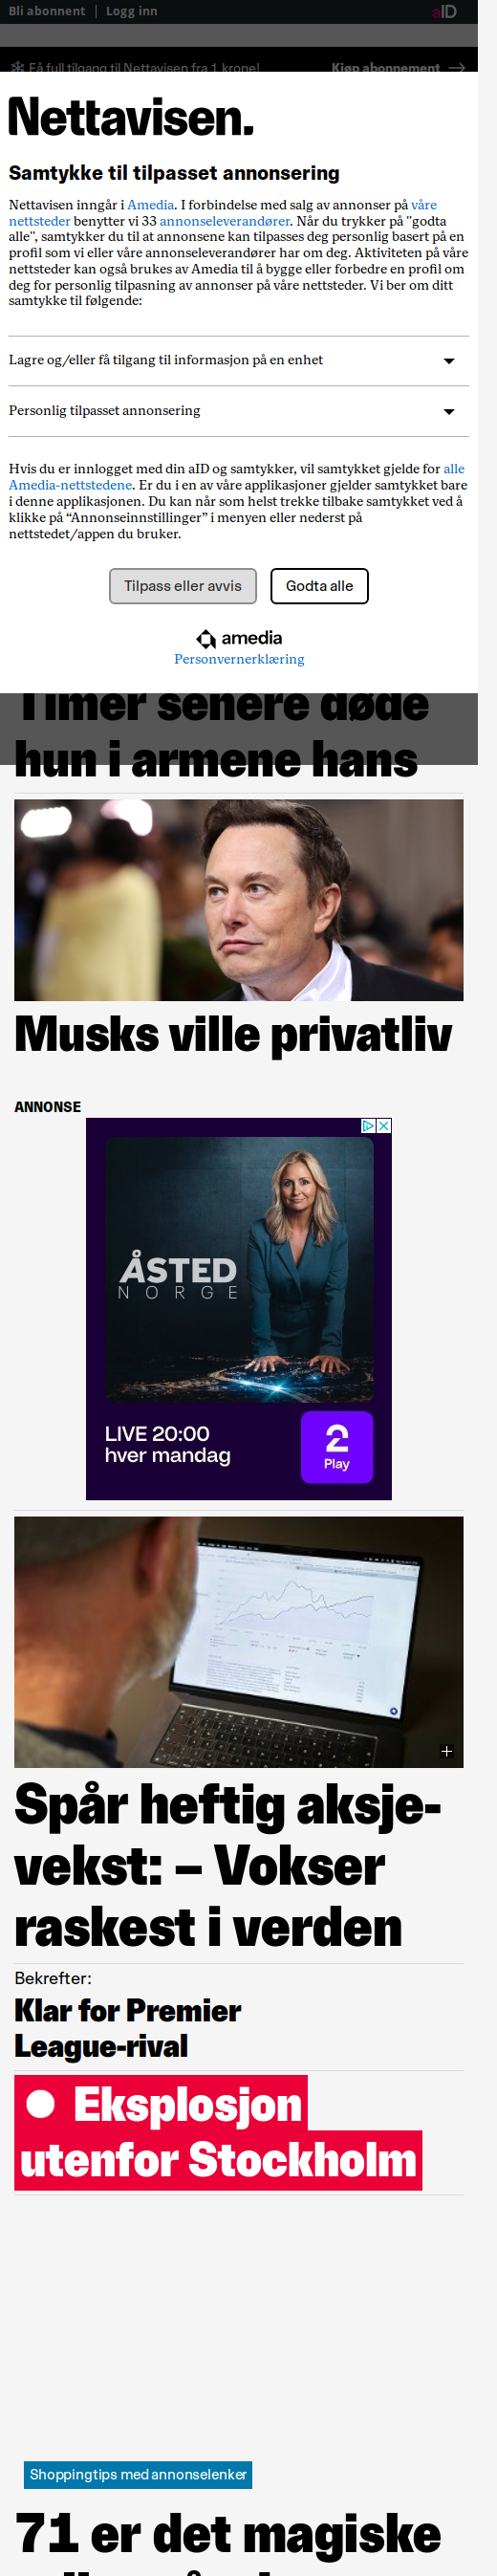 Bli abonnent | Logg inn
aID
Få full tilgang til Nettavisen fra 1 krone!
Kjøp abonnement
Nettavisen.
Samtykke til tilpasset annonsering
Nettavisen inngår i Amedia. I forbindelse med salg av annonser på våre
nettsteder benytter vi 33 annonseleverandører. Når du trykker på "godta
alle", samtykker du til at annonsene kan tilpasses deg personlig basert på en
profil som vi eller våre annonseleverandører har om deg. Aktiviteten på våre
nettsteder kan også brukes av Amedia til å bygge eller forbedre en profil om
deg for personlig tilpasning av annonser på våre nettsteder. Vi ber om ditt
samtykke til følgende:
Lagre og/eller få tilgang til informasjon på en enhet
Personlig tilpasset annonsering
Hvis du er innlogget med din aID og samtykker, vil samtykket gjelde for alle
Amedia-nettstedene. Er du i en av våre applikasjoner gjelder samtykket bare
i denne applikasjonen. Du kan når som helst trekke tilbake samtykket ved å
klikke på “Annonseinnstillinger” i menyen eller nederst på
nettstedet/appen du bruker.
Tilpass eller avvis
Godta alle
amedia
Personvernerklæring
Timer senere døde
hun i armene hans
Musks ville privatliv
ANNONSE
ÅSTED
NORGE
LIVE 20:00
hver mandag
2
Play
Spår heftig aksje-
vekst: – Vokser
raskest i verden
Bekrefter:
Klar for Premier
League-rival
Eksplosjon
utenfor Stockholm
Shoppingtips med annonselenker
71 er det magiske